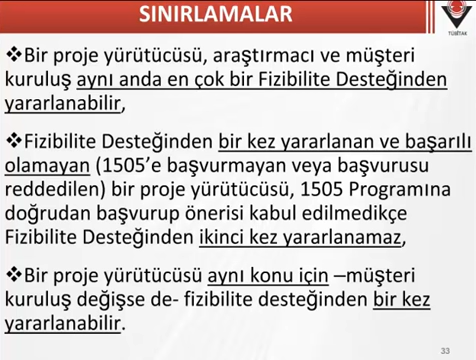 SINIRLAMALAR
TÜBİTAK
➢Bir proje yürütücüsü, araştırmacı ve müşteri
kuruluş aynı anda en çok bir Fizibilite Desteğinden
yararlanabilir,
➢Fizibilite Desteğinden bir kez yararlanan ve başarılı
olamayan (1505’e başvurmayan veya başvurusu
reddedilen) bir proje yürütücüsü, 1505 Programına
doğrudan başvurup önerisi kabul edilmedikçe
Fizibilite Desteğinden ikinci kez yararlanamaz,
➢Bir proje yürütücüsü aynı konu için –müşteri
kuruluş değişse de- fizibilite desteğinden bir kez
yararlanabilir.
33